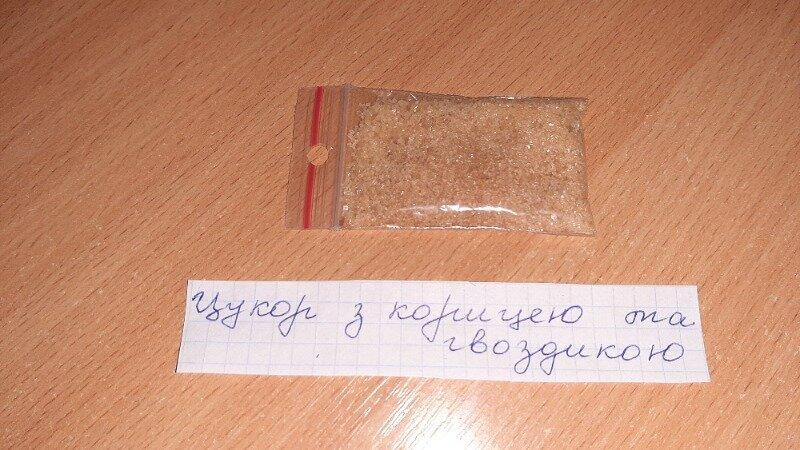 Цукор з корицею та
гвоздикою